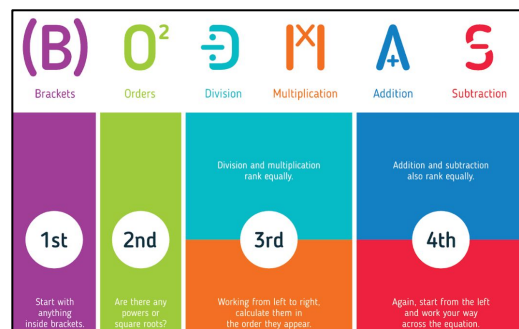 (B) O² D M A S
Brackets Orders Division Multiplication Addition Subtraction
Division and multiplication
rank equally.
Addition and subtraction
also rank equally.
1st 2nd 3rd 4th
Start with
anything
inside brackets.
Are there any
powers or
square roots?
Working from left to right,
calculate them in
the order they appear.
Again, start from the left
and work your way
across the equation.